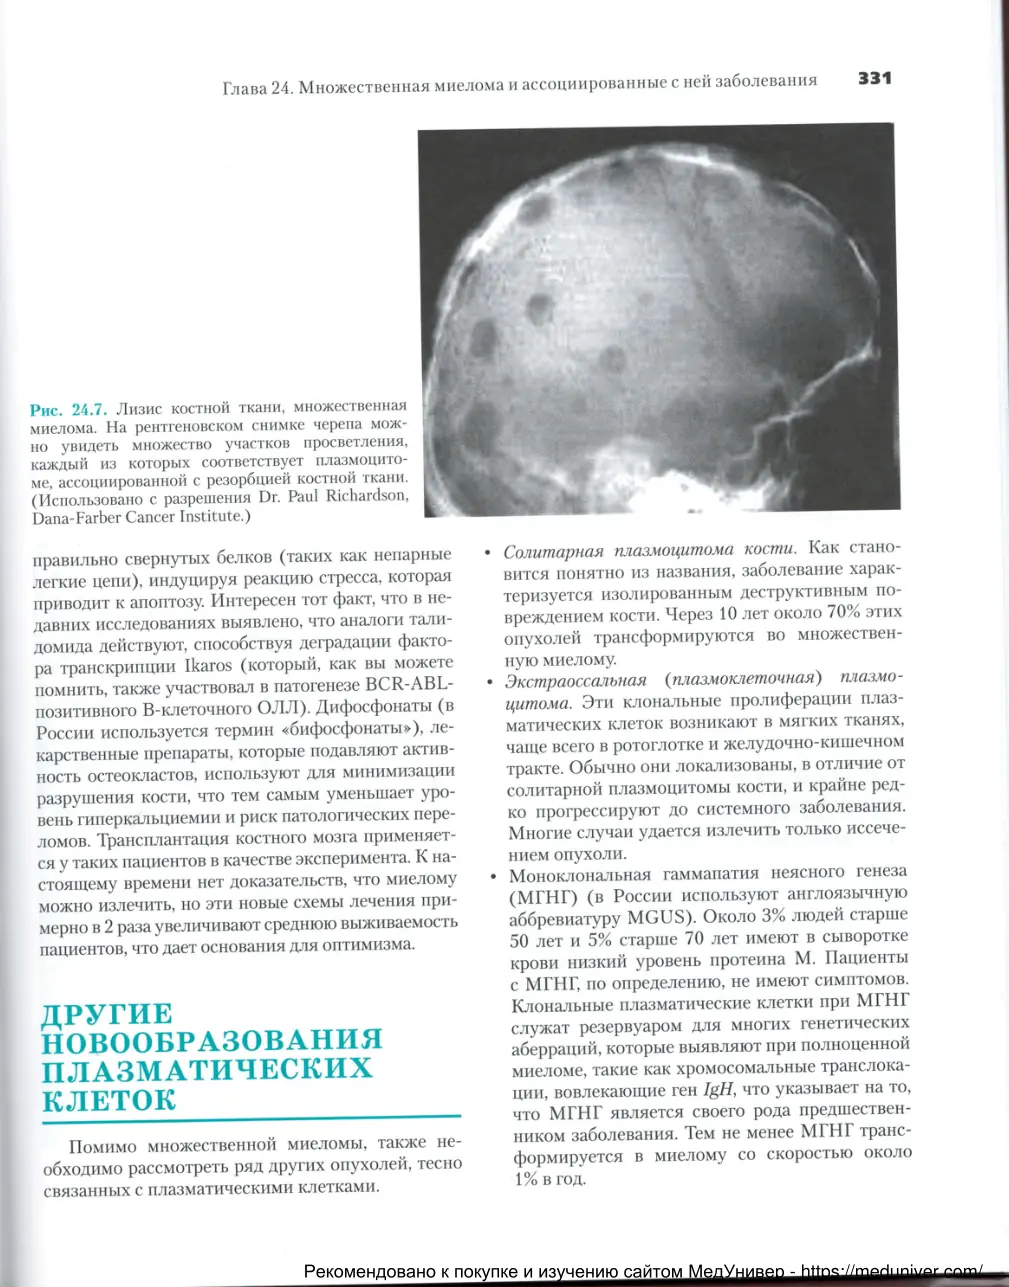 Глава 24. Множественная миелома и ассоциированные с ней заболевания 331
Рис. 24.7. Лизис костной ткани, множественная
миелома. На рентгеновском снимке черепа мож-
но увидеть множество участков просветления,
каждый из которых соответствует плазмоцито-
ме, ассоциированной с резорбцией костной ткани.
(Использовано с разрешения Dr. Paul Richardson,
Dana-Farber Cancer Institute.)
правильно свернутых белков (таких как непарные
легкие цепи), индуцируя реакцию стресса, которая
приводит к апоптозу. Интересен тот факт, что в не-
давних исследованиях выявлено, что аналоги тали-
домида действуют, способствуя деградации факто-
ра транскрипции Ikaros (который, как вы можете
помнить, также участвовал в патогенезе BCR-ABL-
позитивного В-клеточного ОЛЛ). Дифосфонаты (в
России используется термин «бифосфонаты»), ле-
карственные препараты, которые подавляют актив-
ность остеокластов, используют для минимизации
разрушения кости, что тем самым уменьшает уро-
вень гиперкальциемии и риск патологических пере-
ломов. Трансплантация костного мозга применяет-
ся у таких пациентов в качестве эксперимента. К на-
стоящему времени нет доказательств, что миелому
можно излечить, но эти новые схемы лечения при-
мерно в 2 раза увеличивают среднюю выживаемость
пациентов, что дает основания для оптимизма.
ДРУГИЕ
НОВООБРАЗОВАНИЯ
ПЛАЗМАТИЧЕСКИХ
КЛЕТОК
Помимо множественной миеломы, также не-
обходимо рассмотреть ряд других опухолей, тесно
связанных с плазматическими клетками.
• Солитарная плазмоцитома кости. Как стано-
вится понятно из названия, заболевание харак-
теризуется изолированным деструктивным по-
вреждением кости. Через 10 лет около 70% этих
опухолей трансформируются во множествен-
ную миелому.
• Экстраоссальная (плазмоклеточная) плазмо-
цитома. Эти клональные пролиферации плаз-
матических клеток возникают в мягких тканях,
чаще всего в ротоглотке и желудочно-кишечном
тракте. Обычно они локализованы, в отличие от
солитарной плазмоцитомы кости, и крайне ред-
ко прогрессируют до системного заболевания.
Многие случаи удается излечить только иссече-
нием опухоли.
• Моноклональная гаммапатия неясного генеза
(МГНГ) (в России используют англоязычную
аббревиатуру MGUS). Около 3% людей старше
50 лет и 5% старше 70 лет имеют в сыворотке
крови низкий уровень протеина М. Пациенты
с МГНГ, по определению, не имеют симптомов.
Клональные плазматические клетки при МГНГ
служат резервуаром для многих генетических
аберраций, которые выявляют при полноценной
миеломе, такие как хромосомальные транслока-
ции, вовлекающие ген IgH, что указывает на то,
что МГНГ является своего рода предшествен-
ником заболевания. Тем не менее МГНГ транс-
формируется в миелому со скоростью около
1% в год.
Рекомендовано к покупке и изучению сайтом МедУнивер - https://meduniver.com/